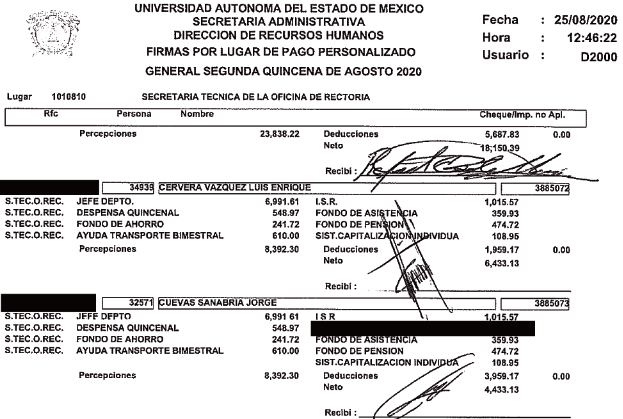 UNIVERSIDAD AUTONOMA DEL ESTADO DE MEXICO
SECRETARIA ADMINISTRATIVA
DIRECCION DE RECURSOS HUMANOS
FIRMAS POR LUGAR DE PAGO PERSONALIZADO
GENERAL SEGUNDA QUINCENA DE AGOSTO 2020
Fecha : 25/08/2020
Hora : 12:46:22
Usuario : D2000
Lugar 1010810 SECRETARIA TECNICA DE LA OFICINA DE RECTORIA
Rfc Persona Nombre Cheque/Imp. no Apl.
Percepciones 23,838.22 Deducciones 5,687.83 0.00
Neto 18,150.39
Recibi :
34939 CERVERA VAZQUEZ LUIS ENRIQUE 3885072
S.TEC.O.REC. JEFE DEPTO. 6,991.61 I.S.R. 1,015.57
S.TEC.O.REC. DESPENSA QUINCENAL 548.97 FONDO DE ASISTENCIA 359.93
S.TEC.O.REC. FONDO DE AHORRO 241.72 FONDO DE PENSION 474.72
S.TEC.O.REC. AYUDA TRANSPORTE BIMESTRAL 610.00 SIST.CAPITALIZACION INDIVIDUA 108.95
Percepciones 8,392.30 Deducciones 1,959.17 0.00
Neto 6,433.13
Recibi :
32571 CUEVAS SANABRIA JORGE 3885073
S.TEC.O.REC. JEFE DEPTO 6,991.61 I S R 1,015.57
S.TEC.O.REC. DESPENSA QUINCENAL 548.97
S.TEC.O.REC. FONDO DE AHORRO 241.72 FONDO DE ASISTENCIA 359.93
S.TEC.O.REC. AYUDA TRANSPORTE BIMESTRAL 610.00 FONDO DE PENSION 474.72
SIST.CAPITALIZACION INDIVIDUA 108.95
Percepciones 8,392.30 Deducciones 3,959.17 0.00
Neto 4,433.13
Recibi :